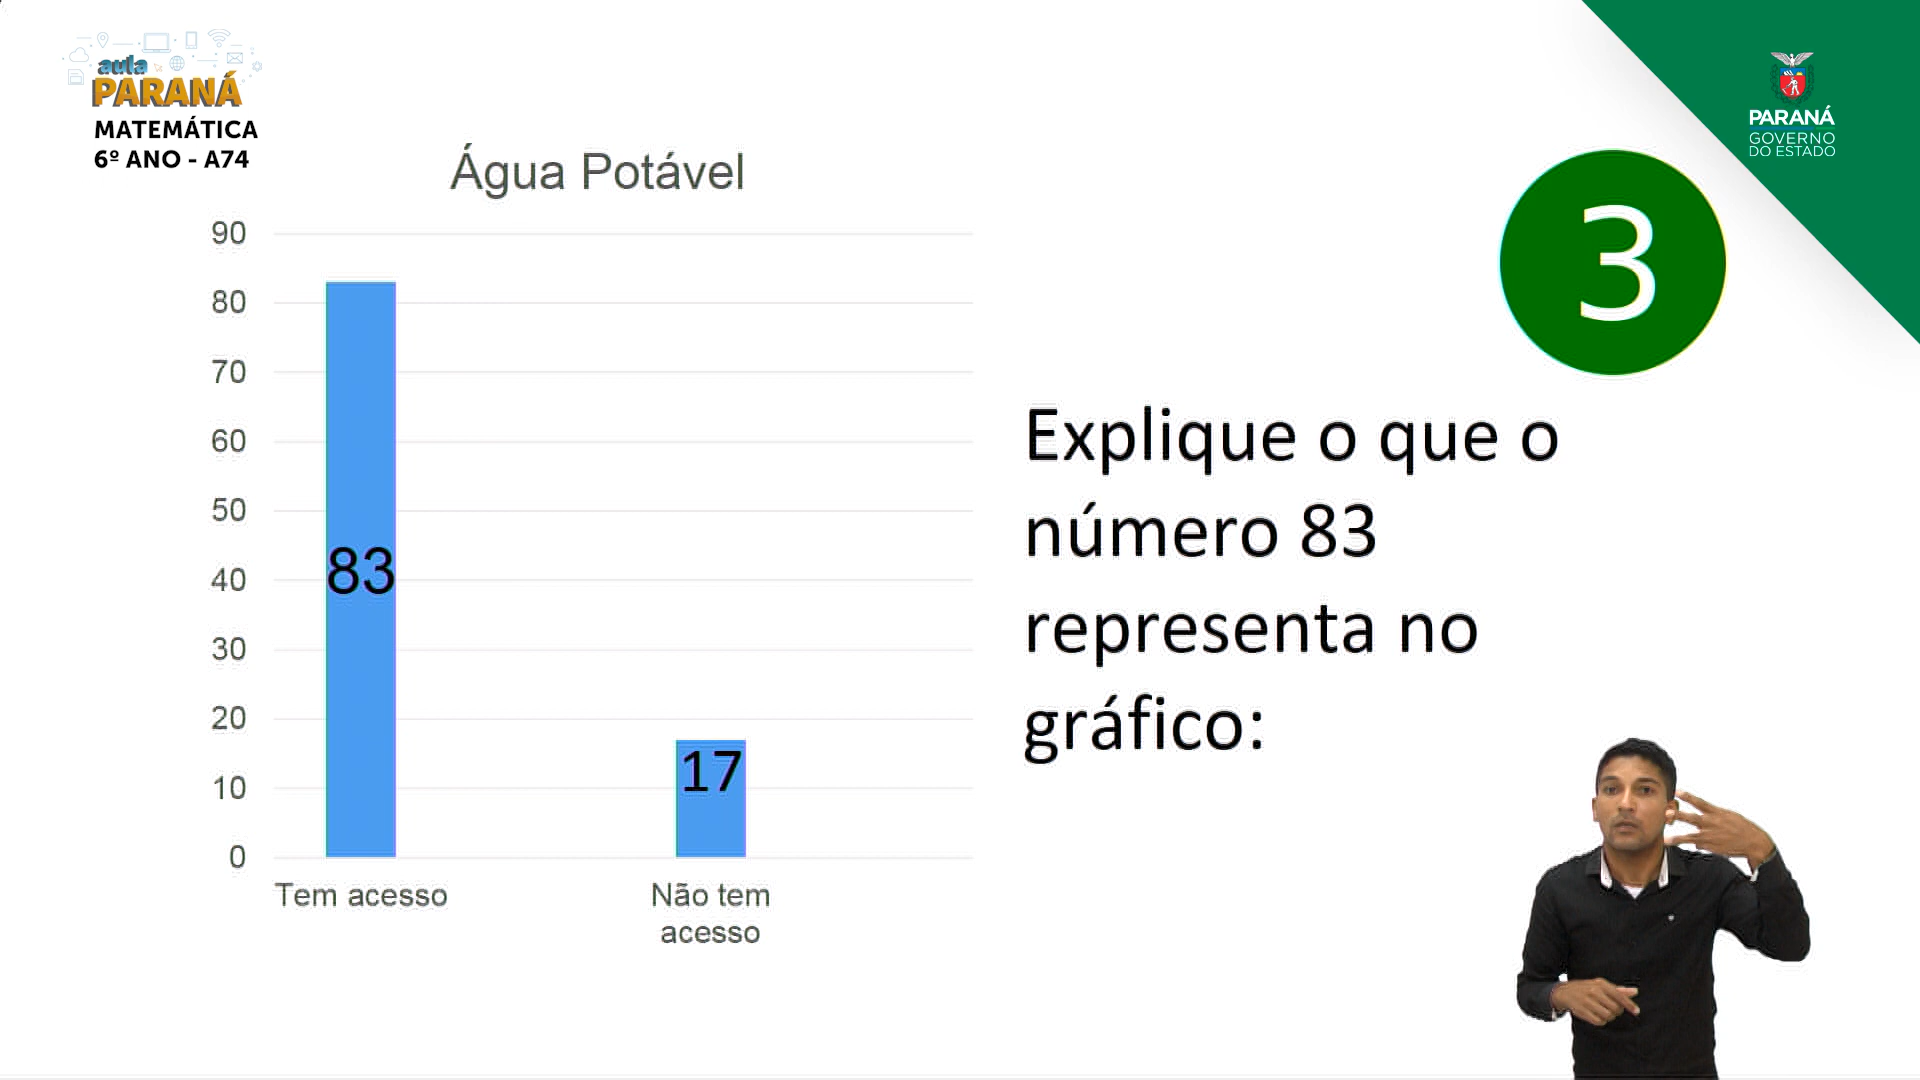 aula
PARANÁ
MATEMÁTICA
6º ANO - A74
PARANÁ
GOVERNO
DO ESTADO
3
Água Potável
90
80
70
60
50
40
30
20
10
0
83
17
Tem acesso
Não tem
acesso
Explique o que o
número 83
representa no
gráfico: